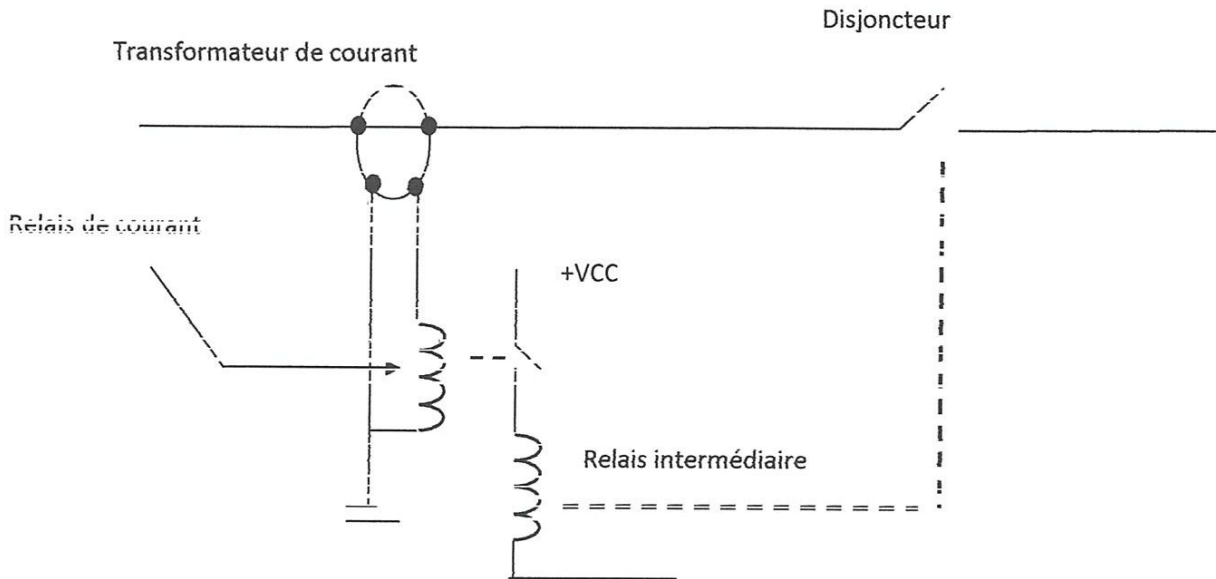 Disjoncteur
Transformateur de courant
Relais de courant
+VCC
Relais intermédiaire